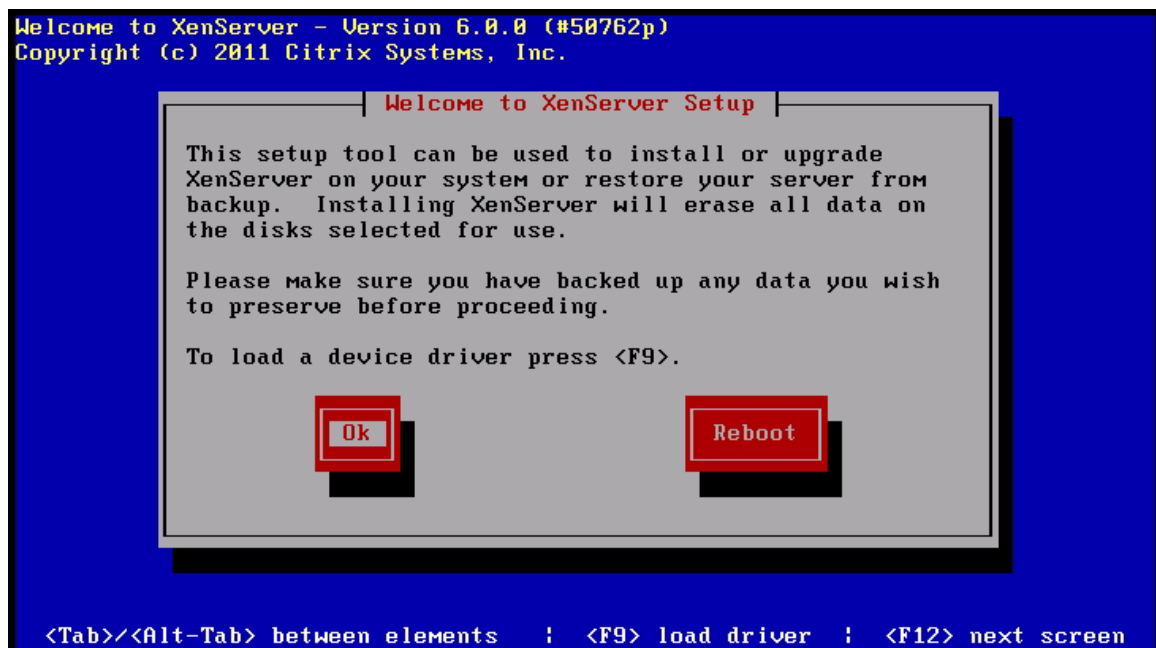 Welcome to XenServer - Version 6.0.0 (#50762p)
Copyright (c) 2011 Citrix Systems, Inc.
Welcome to XenServer Setup
This setup tool can be used to install or upgrade
XenServer on your system or restore your server from
backup.  Installing XenServer will erase all data on
the disks selected for use.
Please make sure you have backed up any data you wish
to preserve before proceeding.
To load a device driver press <F9>.
Ok Reboot
<Tab>/<Alt-Tab> between elements | <F9> load driver | <F12> next screen